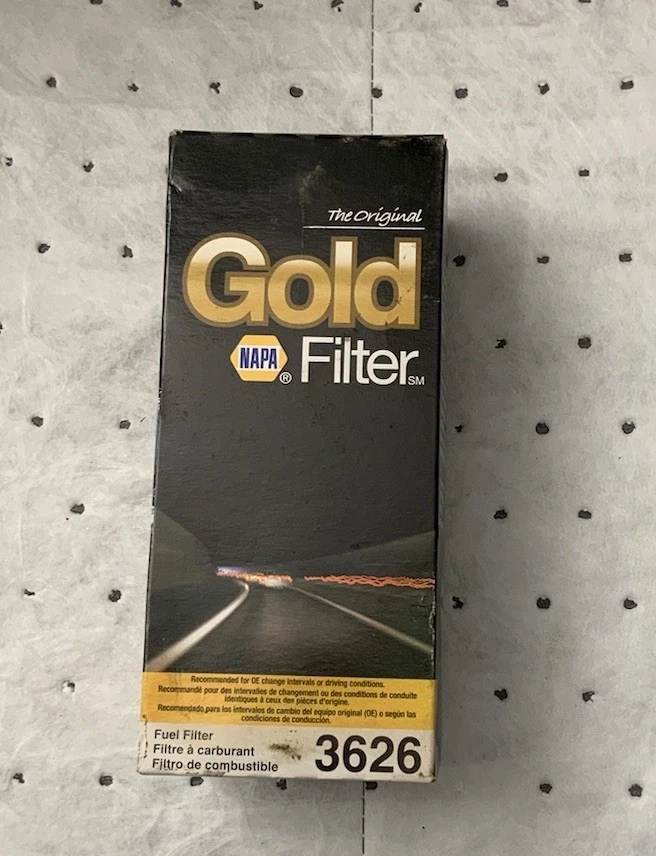 The Original
Gold
NAPA® FilterSM
Recommended for OE change intervals or driving conditions.
Recommandé pour des intervalles de changement ou des conditions de conduite
identiques à ceux des pièces d'origine.
Recomendado para los intervalos de cambio del equipo original (OE) o según las
condiciones de conducción.
Fuel Filter
Filtre à carburant
Filtro de combustible
3626